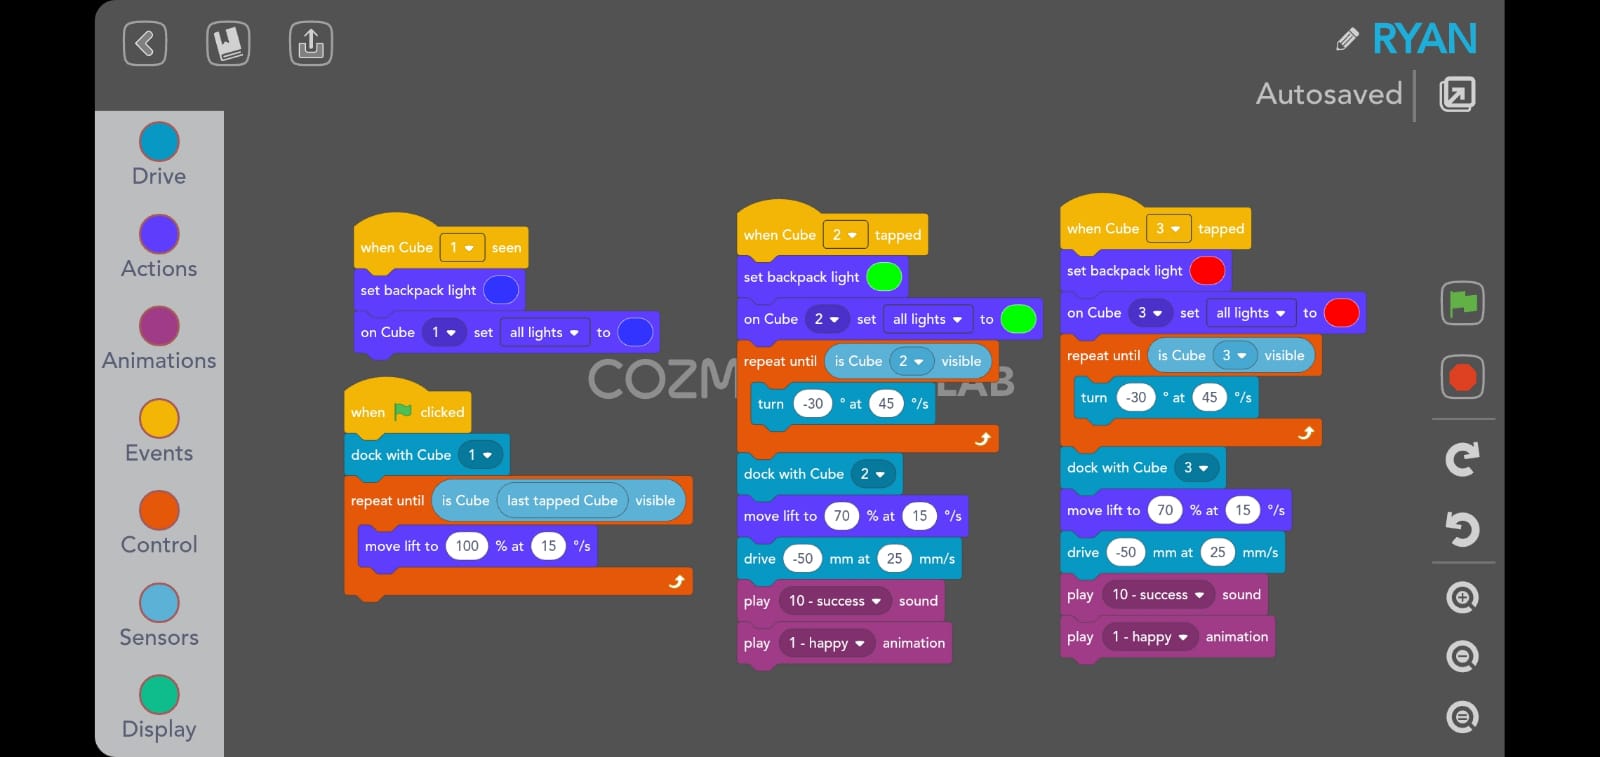 RYAN
Autosaved
Drive
Actions
Animations
Events
Control
Sensors
Display
when Cube 1 seen
set backpack light
on Cube 1 set all lights to
when clicked
dock with Cube 1
repeat until is Cube last tapped Cube visible
move lift to 100 % at 15 °/s
COZM
LAB
when Cube 2 tapped
set backpack light
on Cube 2 set all lights to
repeat until is Cube 2 visible
turn -30 ° at 45 °/s
dock with Cube 2
move lift to 70 % at 15 °/s
drive -50 mm at 25 mm/s
play 10 - success sound
play 1 - happy animation
when Cube 3 tapped
set backpack light
on Cube 3 set all lights to
repeat until is Cube 3 visible
turn -30 ° at 45 °/s
dock with Cube 3
move lift to 70 % at 15 °/s
drive -50 mm at 25 mm/s
play 10 - success sound
play 1 - happy animation